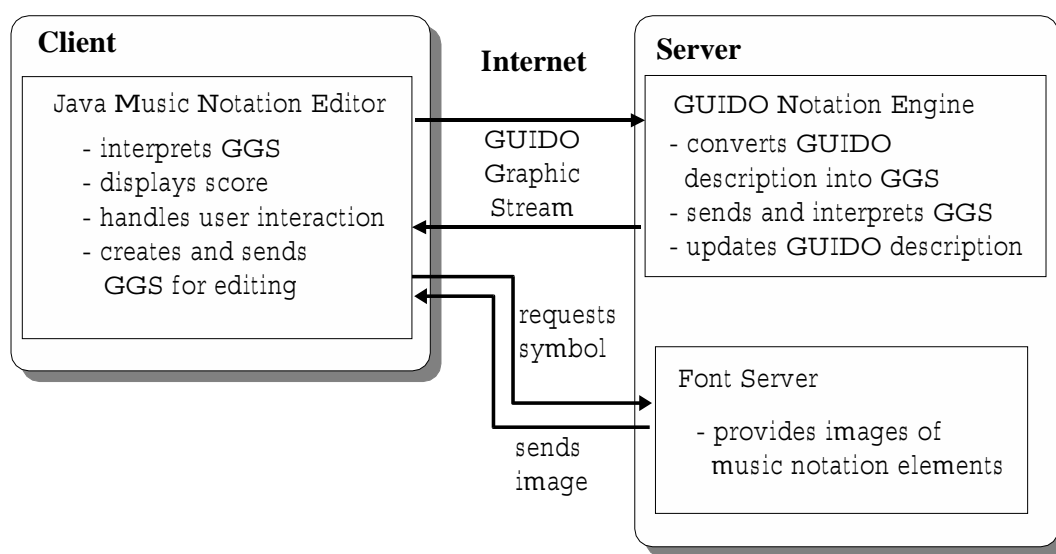 Client
Java Music Notation Editor
- interprets GGS
- displays score
- handles user interaction
- creates and sends
GGS for editing
Internet
GUIDO
Graphic
Stream
requests
symbol
sends
image
Server
GUIDO Notation Engine
- converts GUIDO
description into GGS
- sends and interprets GGS
- updates GUIDO description
Font Server
- provides images of
music notation elements